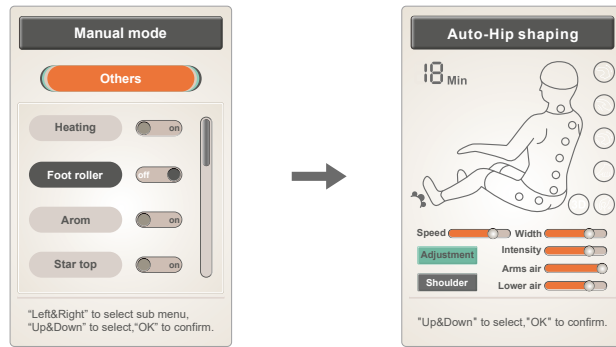 Manual mode
Others
Heating
on
Foot roller
off
Arom
on
Star top
on
"Left&Right" to select sub menu,
"Up&Down" to select,"OK" to confirm.
Auto-Hip shaping
18 Min
Speed
Width
Adjustment
Intensity
Arms air
Shoulder
Lower air
"Up&Down" to select,"OK" to confirm.